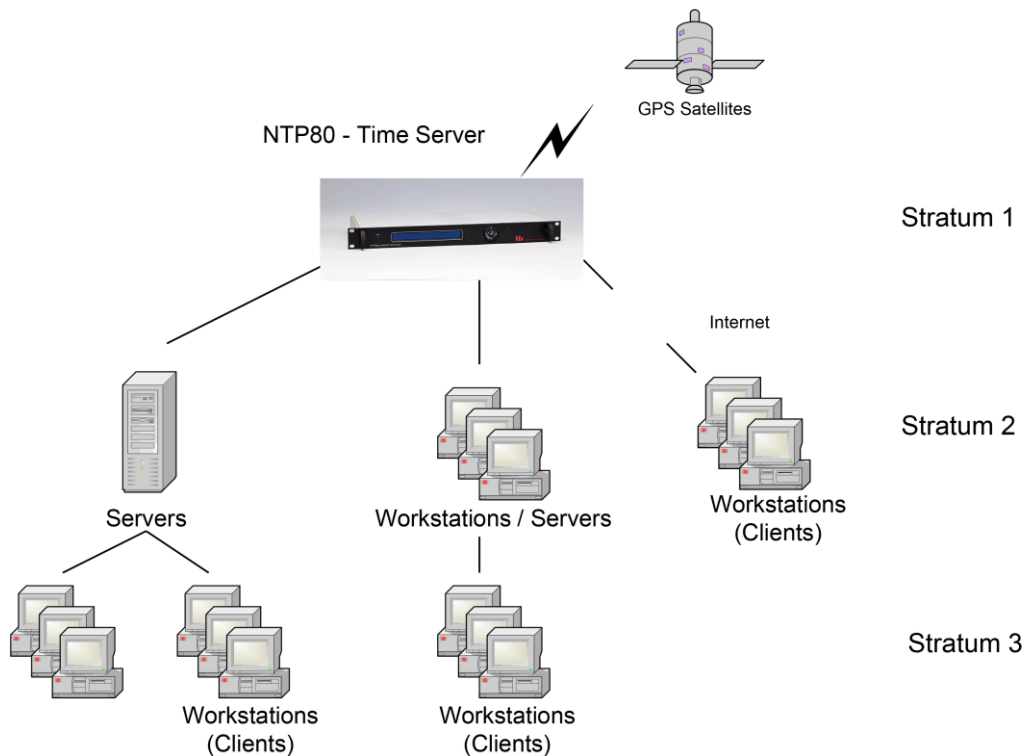 GPS Satellites
NTP80 - Time Server
Stratum 1
Internet
Stratum 2
Servers
Workstations / Servers
Workstations
(Clients)
Stratum 3
Workstations
(Clients)
Workstations
(Clients)